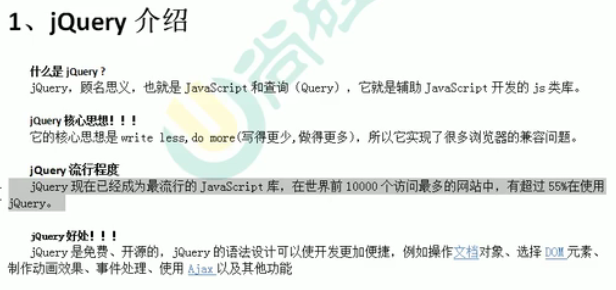 1、jQuery 介绍
什么是 jQuery ?
jQuery，顾名思义，也就是 JavaScript 和查询（Query），它就是辅助 JavaScript 开发的 js 类库。
jQuery 核心思想！！！
它的核心思想是 write less,do more(写得更少,做得更多)，所以它实现了很多浏览器的兼容问题。
jQuery 流行程度
jQuery 现在已经成为最流行的 JavaScript 库，在世界前 10000 个访问最多的网站中，有超过 55%在使用
jQuery。
jQuery 好处！！！
jQuery 是免费、开源的，jQuery 的语法设计可以使开发更加便捷，例如操作文档对象、选择 DOM 元素、
制作动画效果、事件处理、使用 Ajax 以及其他功能